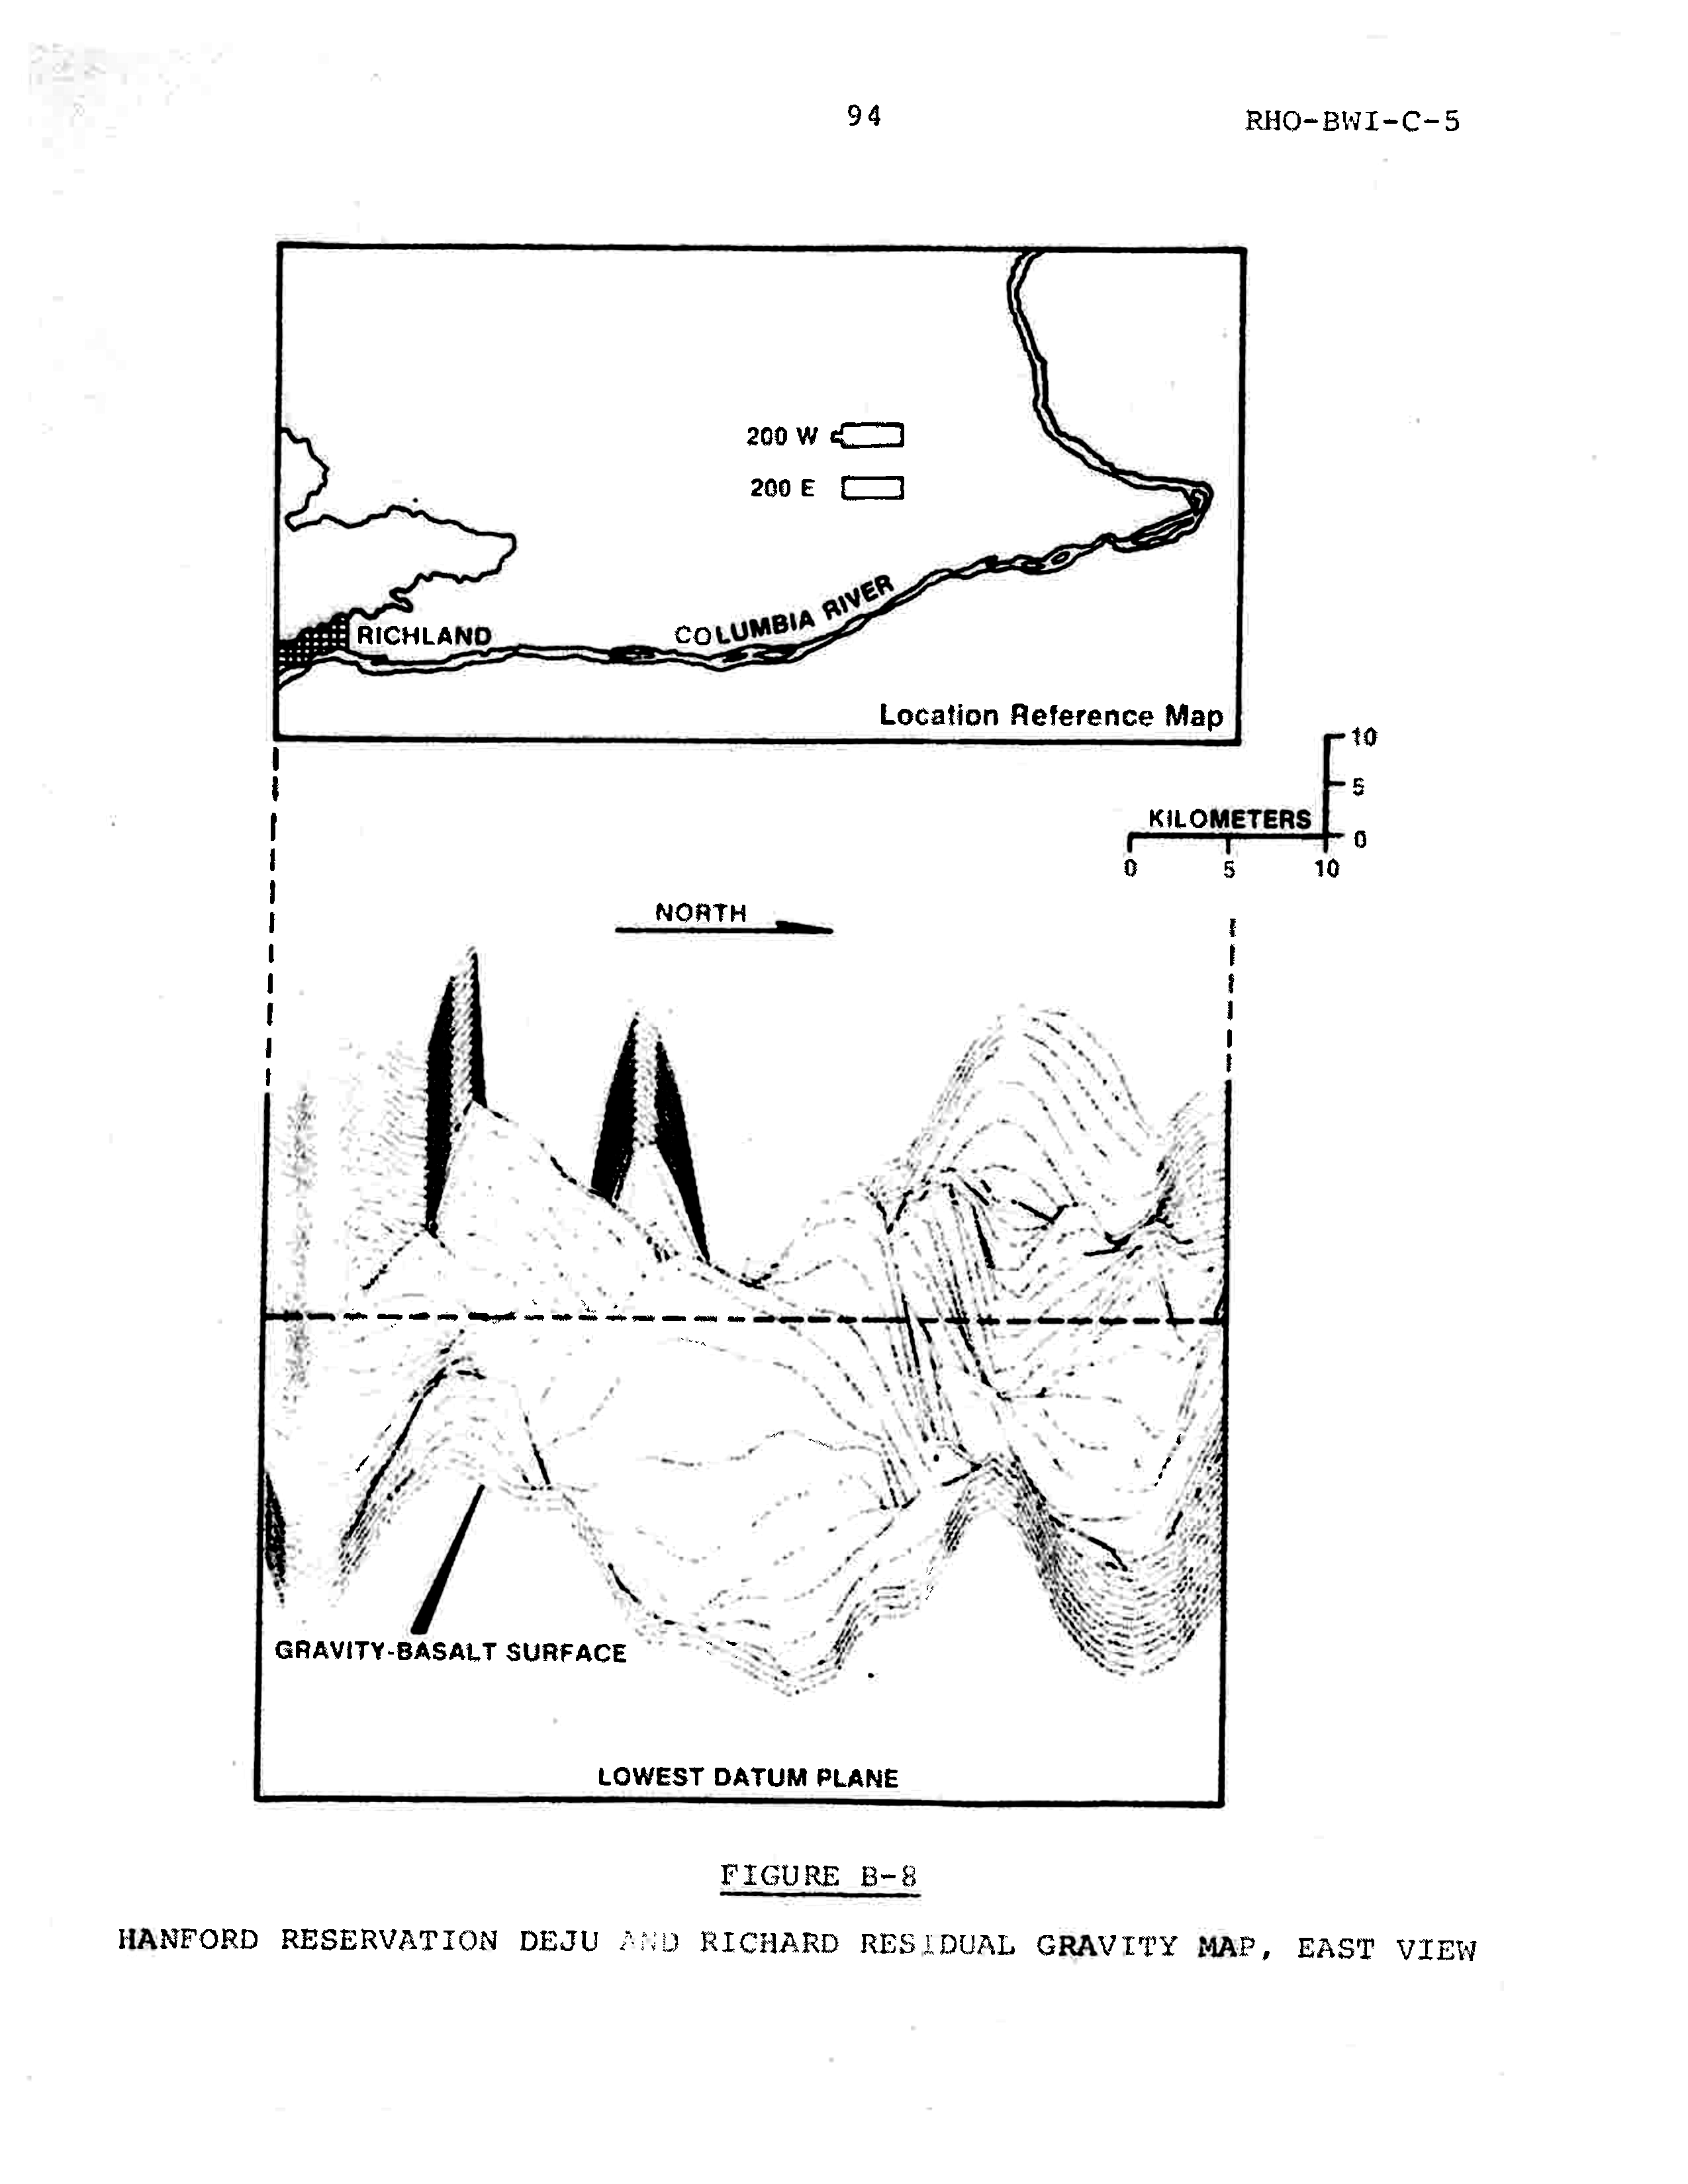 94
RHO-BWI-C-5
200 W
200 E
COLUMBIA RIVER
RICHLAND
Location Reference Map
10
5
KILOMETERS
0
0 5 10
NORTH
GRAVITY-BASALT SURFACE
LOWEST DATUM PLANE
FIGURE B-8
HANFORD RESERVATION DEJU AND RICHARD RESIDUAL GRAVITY MAP, EAST VIEW